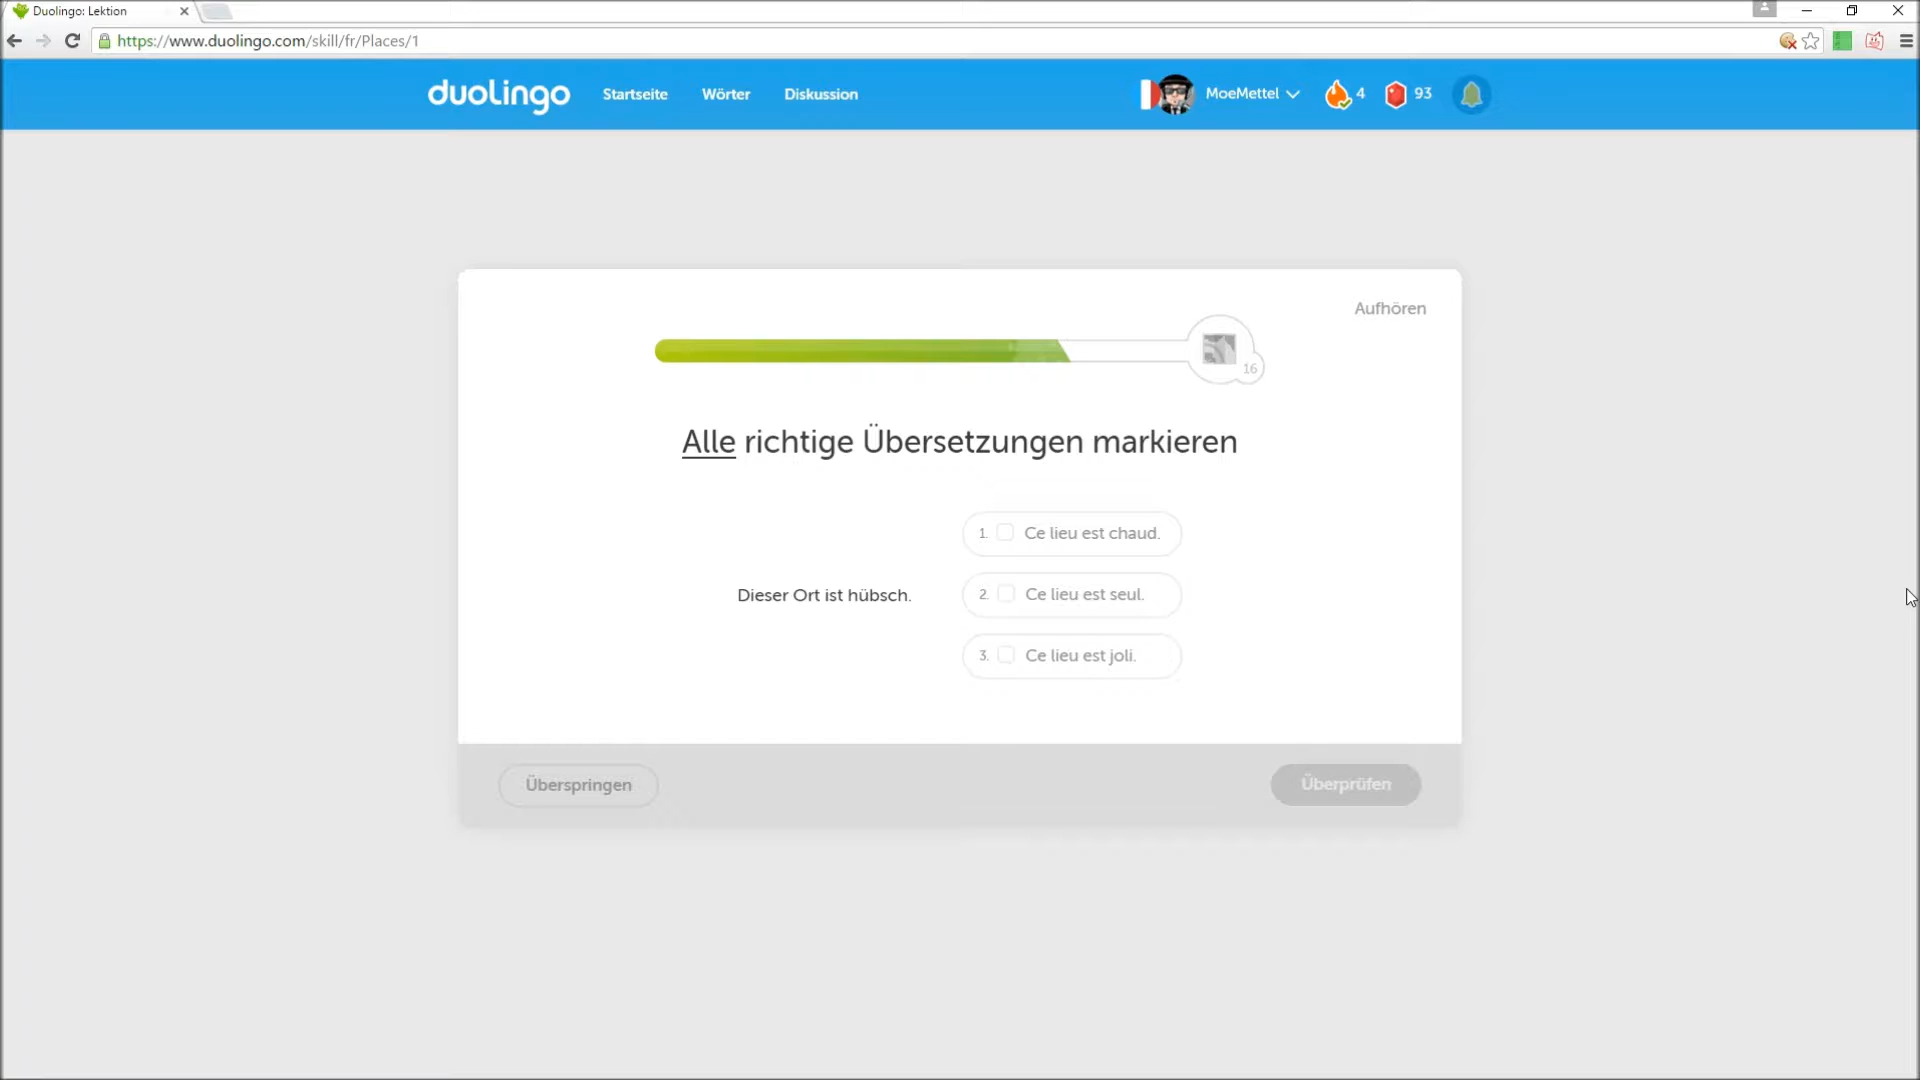 Duolingo: Lektion
https://www.duolingo.com/skill/fr/Places/1
duolingo
Startseite
Wörter
Diskussion
MoeMettel
4
93
Aufhören
16
Alle richtige Übersetzungen markieren
Dieser Ort ist hübsch.
1. Ce lieu est chaud.
2. Ce lieu est seul.
3. Ce lieu est joli.
Überspringen
Überprüfen